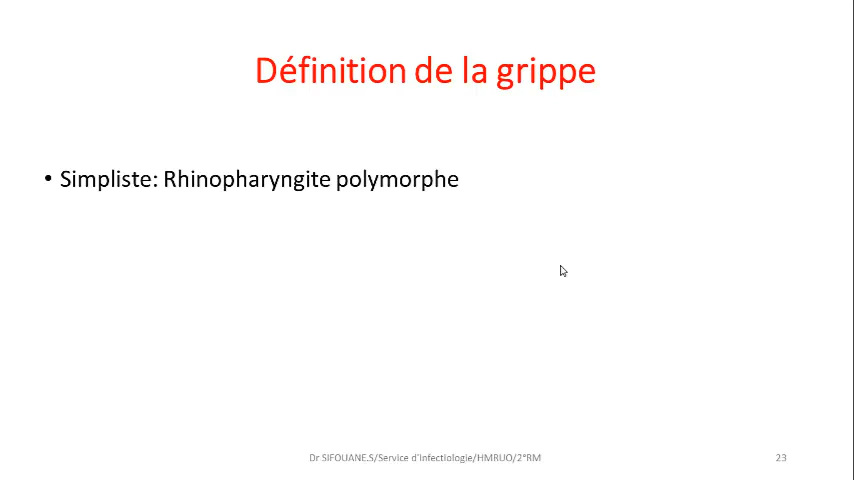 Définition de la grippe
• Simpliste: Rhinopharyngite polymorphe
Dr SIFOUANE.S/Service d'Infectiologie/HMRUO/2°RM
23